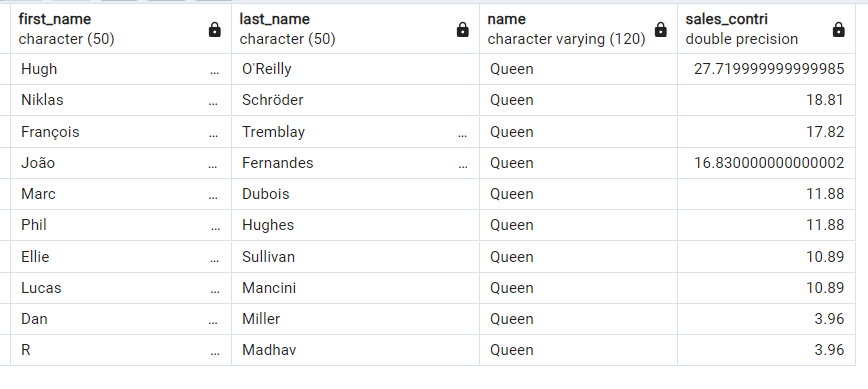 first_name last_name name sales_contri
character (50) character (50) character varying (120) double precision
Hugh ... O'Reilly Queen 27.719999999999985
Niklas ... Schröder Queen 18.81
François ... Tremblay ... Queen 17.82
João ... Fernandes ... Queen 16.830000000000002
Marc ... Dubois Queen 11.88
Phil ... Hughes Queen 11.88
Ellie ... Sullivan Queen 10.89
Lucas ... Mancini Queen 10.89
Dan ... Miller Queen 3.96
R ... Madhav Queen 3.96